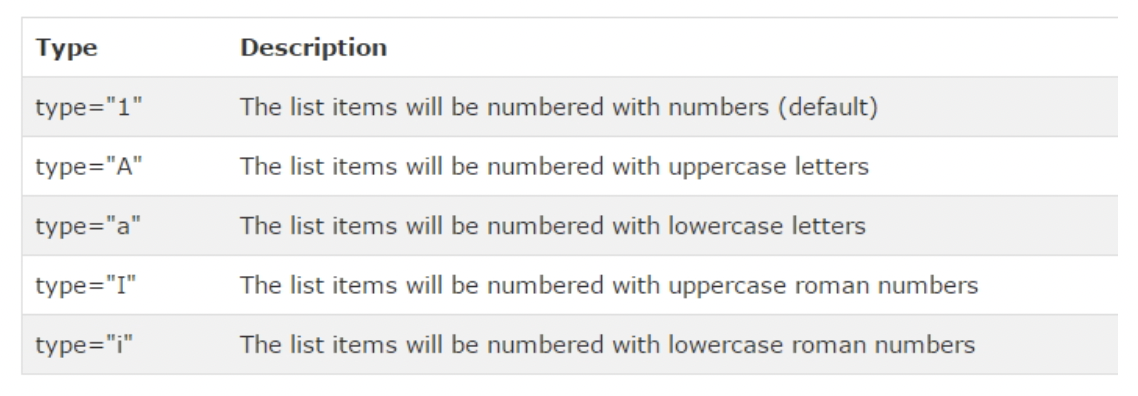 Type Description
type="1" The list items will be numbered with numbers (default)
type="A" The list items will be numbered with uppercase letters
type="a" The list items will be numbered with lowercase letters
type="I" The list items will be numbered with uppercase roman numbers
type="i" The list items will be numbered with lowercase roman numbers